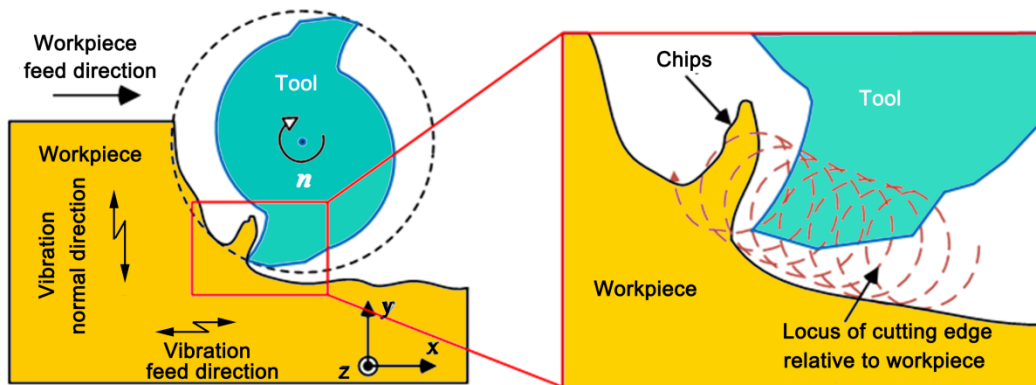 Workpiece
feed direction
Tool
n
Workpiece
Vibration
normal direction
Vibration
feed direction
y
x
z
Chips
Tool
Workpiece
Locus of cutting edge
relative to workpiece